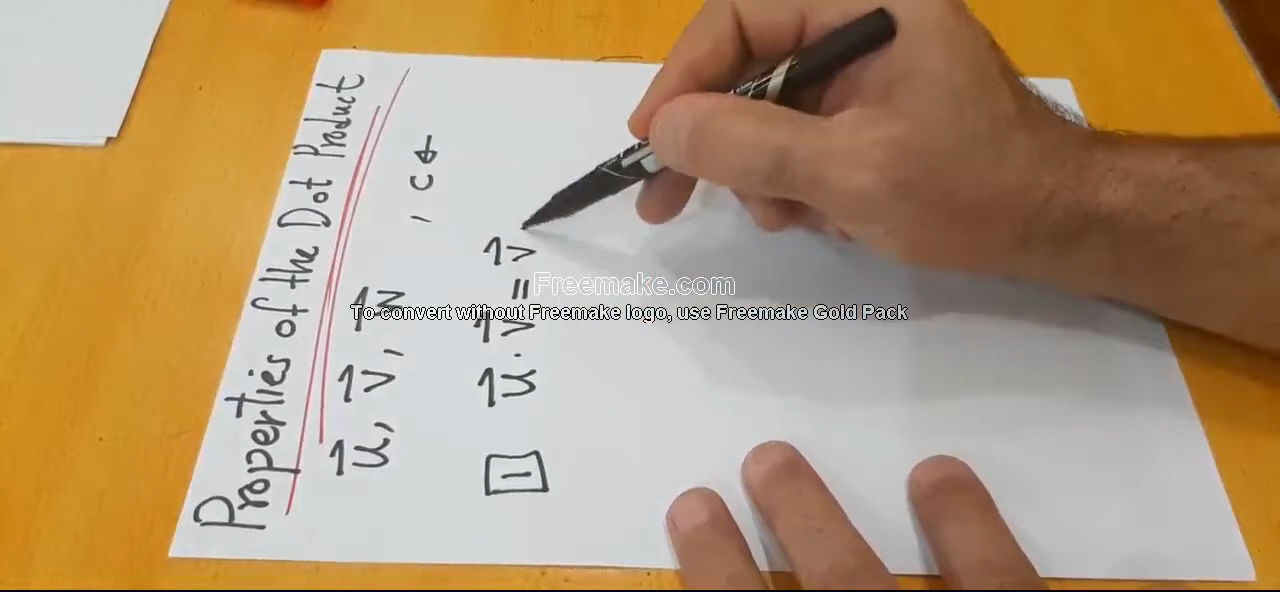 Properties of the Dot Product
u⃗, v⃗, w⃗ , c ←
1 u⃗ · v⃗ = v⃗
Freemake.com
To convert without Freemake logo, use Freemake Gold Pack